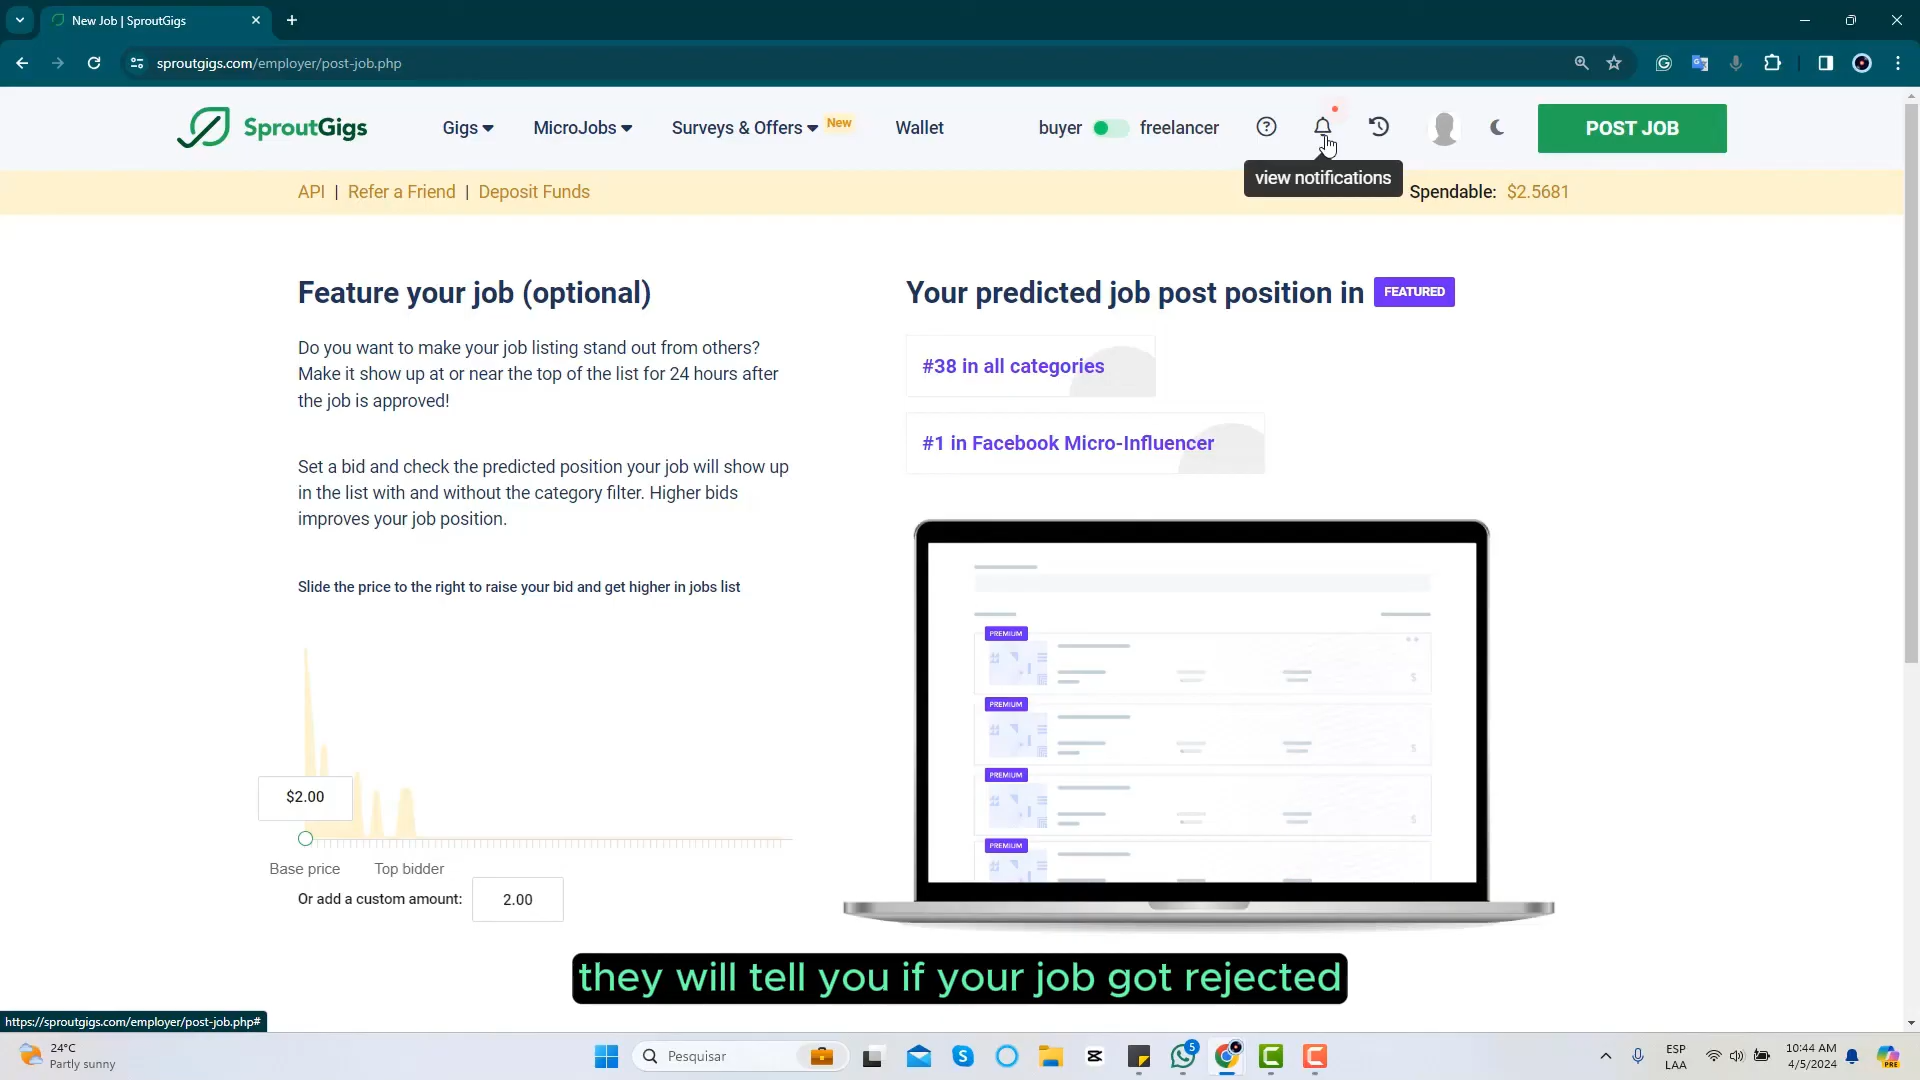 New Job | SproutGigs
sproutgigs.com/employer/post-job.php
SproutGigs
Gigs
MicroJobs
Surveys & Offers
New
Wallet
buyer
freelancer
POST JOB
view notifications
API | Refer a Friend | Deposit Funds
Spendable: $2.5681
Feature your job (optional)
Do you want to make your job listing stand out from others?
Make it show up at or near the top of the list for 24 hours after
the job is approved!
Set a bid and check the predicted position your job will show up
in the list with and without the category filter. Higher bids
improves your job position.
Slide the price to the right to raise your bid and get higher in jobs list
$2.00
Base price
Top bidder
Or add a custom amount:
2.00
Your predicted job post position in FEATURED
#38 in all categories
#1 in Facebook Micro-Influencer
PREMIUM
$
PREMIUM
$
PREMIUM
$
PREMIUM
they will tell you if your job got rejected
https://sproutgigs.com/employer/post-job.php#
24°C
Partly sunny
Pesquisar
5
ESP
LAA
10:44 AM
4/5/2024
PRE